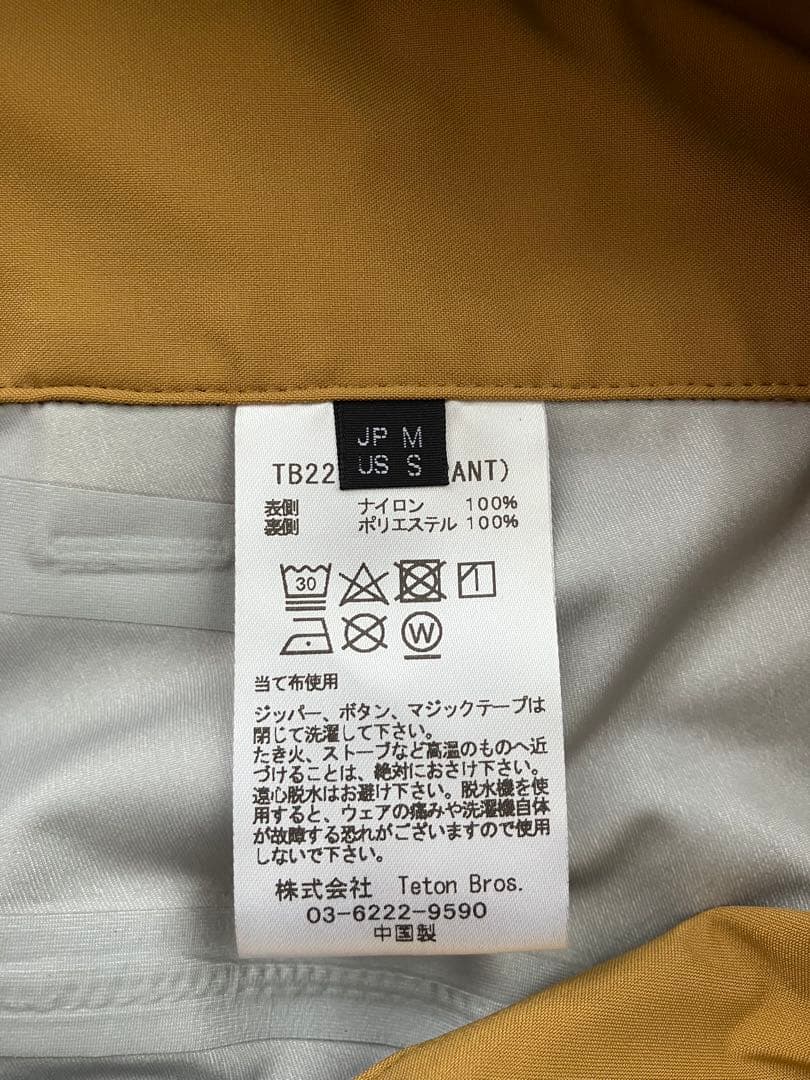 JP M
US S
TB22 ANT)
表側 ナイロン 100%
裏側 ポリエステル 100%
30
W
当て布使用
ジッパー、ボタン、マジックテープは
閉じて洗濯して下さい。
たき火、ストーブなど高温のものへ近
づけることは、絶対におさけ下さい。
遠心脱水はお避け下さい。脱水機を使
用すると、ウェアの痛みや洗濯機自体
が故障する恐れがございますので使用
しないで下さい。
株式会社 Teton Bros.
03-6222-9590
中国製